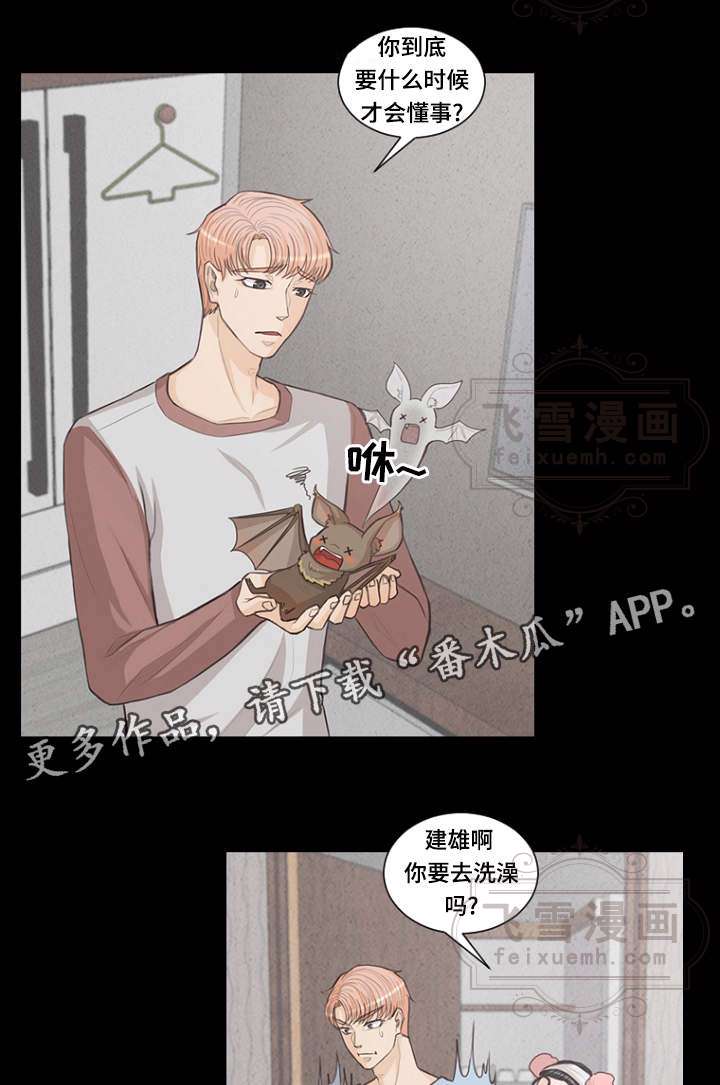 你到底
要什么时候
才会懂事?
飞雪漫画
feixuemh.com
咻~
更多作品，请下载“番木瓜”APP。
建雄啊
你要去洗澡
吗?
飞雪漫画
feixuemh.com